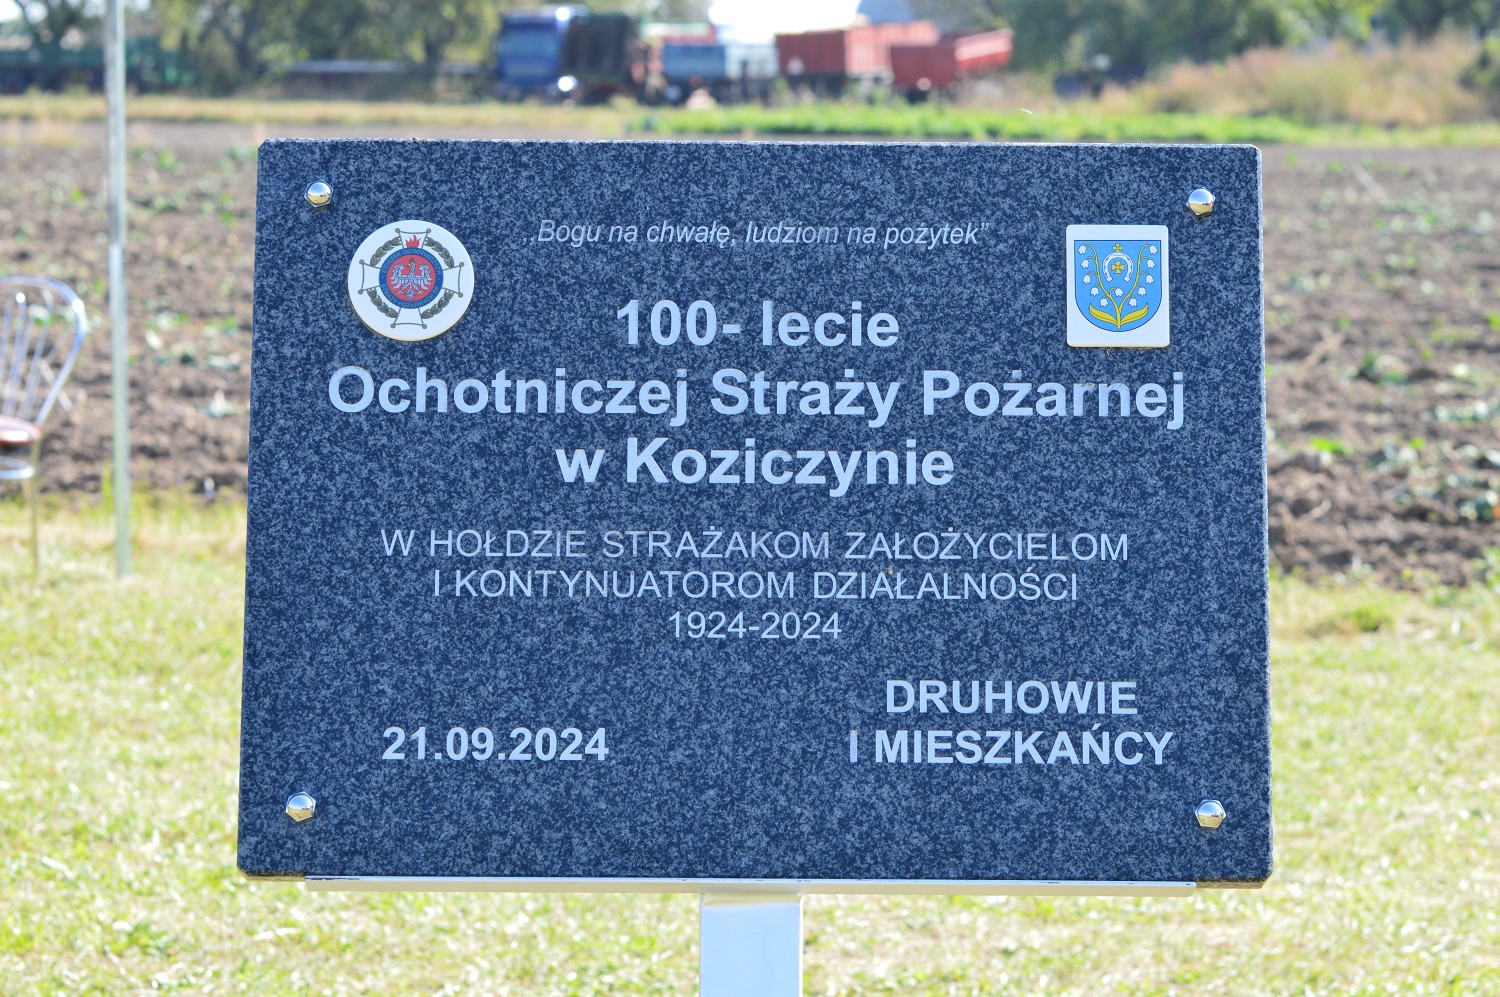 „Bogu na chwałę, ludziom na pożytek”
100- lecie
Ochotniczej Straży Pożarnej
w Koziczynie
W HOŁDZIE STRAŻAKOM ZAŁOŻYCIELOM
I KONTYNUATOROM DZIAŁALNOŚCI
1924-2024
21.09.2024
DRUHOWIE
I MIESZKAŃCY